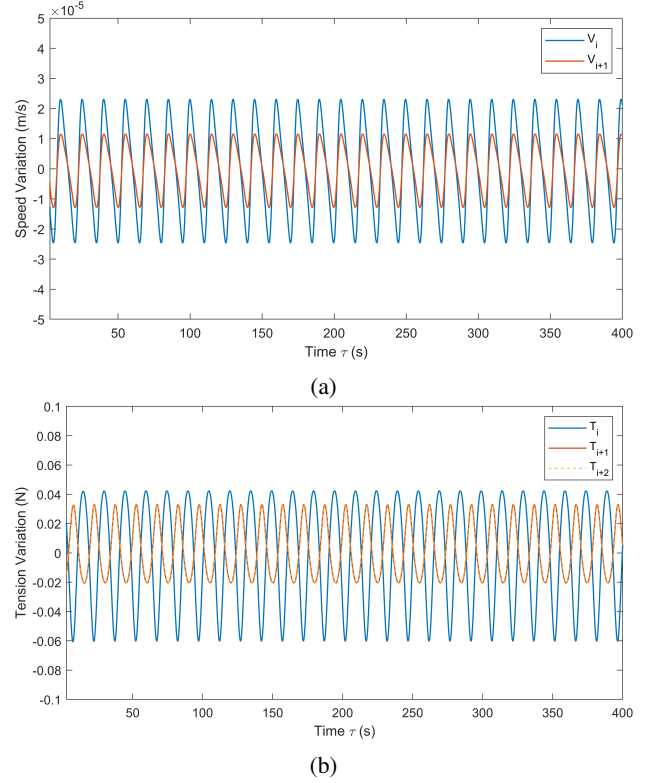 ×10⁻⁵
5
4
3
2
1
0
-1
-2
-3
-4
-5
Speed Variation (m/s)
V_i
V_{i+1}
50 100 150 200 250 300 350 400
Time τ (s)
(a)
0.1
0.08
0.06
0.04
0.02
0
-0.02
-0.04
-0.06
-0.08
-0.1
Tension Variation (N)
T_i
T_{i+1}
T_{i+2}
50 100 150 200 250 300 350 400
Time τ (s)
(b)